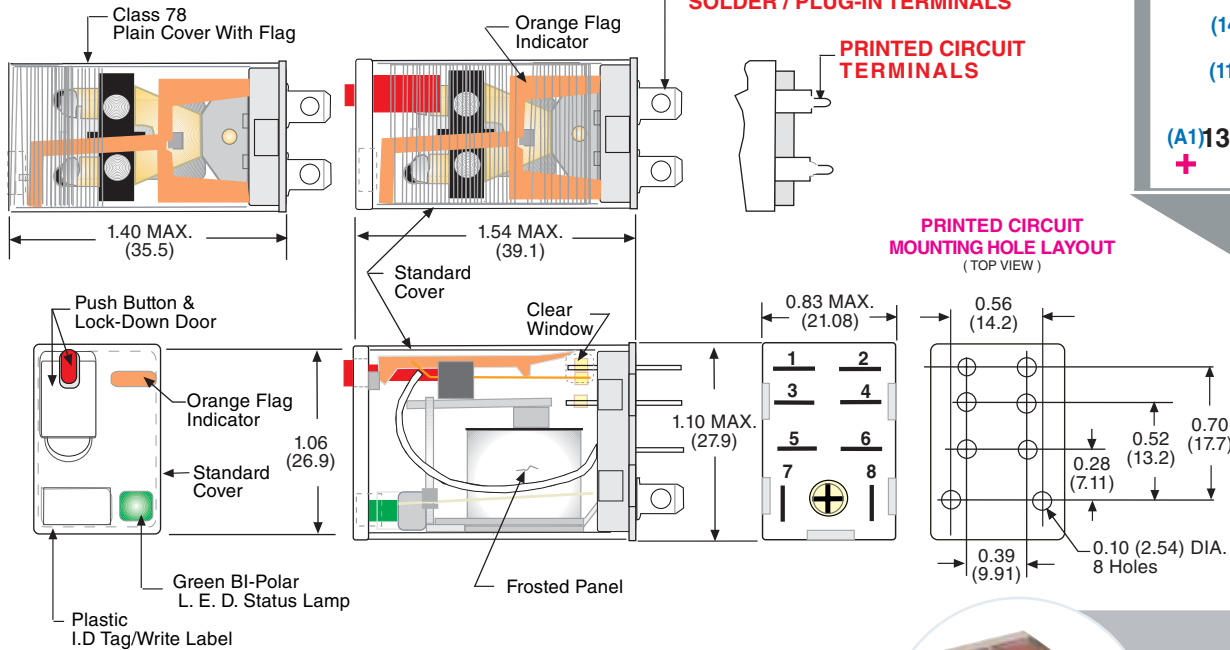 Class 78
Plain Cover With Flag
Orange Flag
Indicator
SOLDER / PLUG-IN TERMINALS
PRINTED CIRCUIT
TERMINALS
(A1)13
+
1.40 MAX.
(35.5)
1.54 MAX.
(39.1)
Standard
Cover
PRINTED CIRCUIT
MOUNTING HOLE LAYOUT
( TOP VIEW )
Push Button &
Lock-Down Door
Orange Flag
Indicator
Standard
Cover
1.06
(26.9)
Green BI-Polar
L. E. D. Status Lamp
Plastic
I.D Tag/Write Label
Clear
Window
1.10 MAX.
(27.9)
Frosted Panel
0.83 MAX.
(21.08)
1 2
3 4
5 6
7 8
0.56
(14.2)
0.70
(17.7)
0.52
(13.2)
0.28
(7.11)
0.39
(9.91)
0.10 (2.54) DIA.
8 Holes